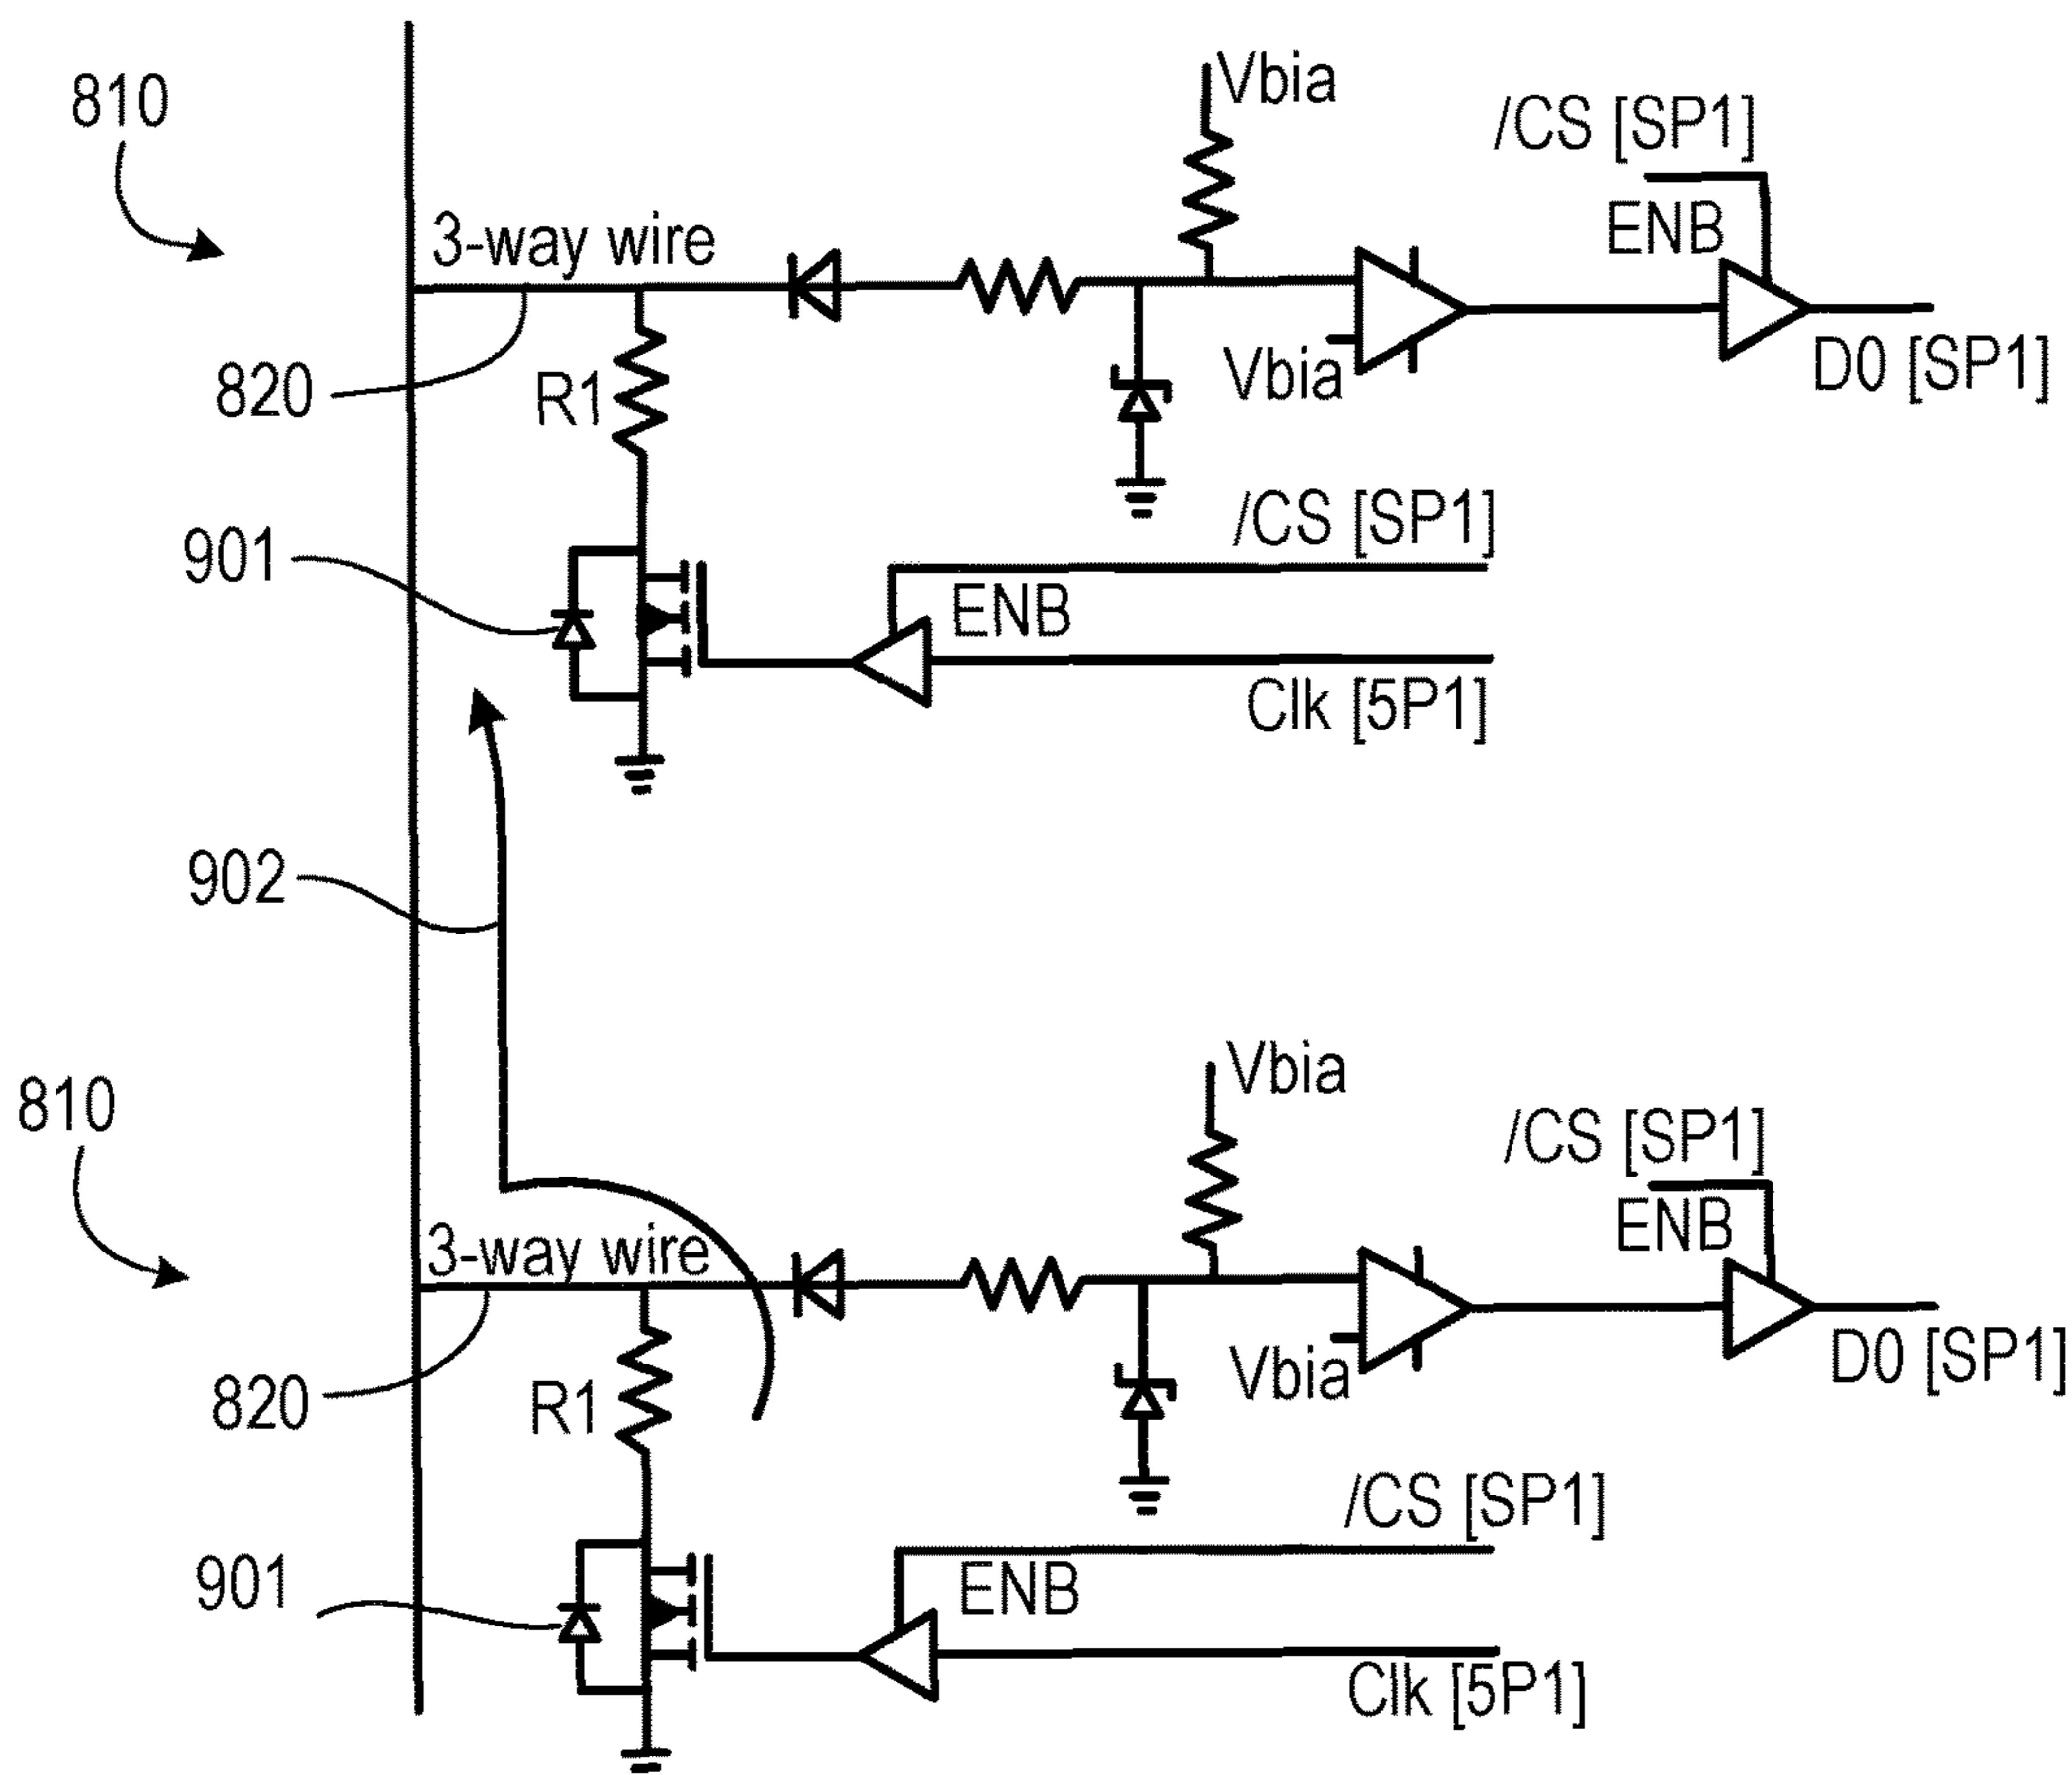 Vbia
810
/CS [SP1]
ENB
3-way wire
820
R1
Vbia
D0 [SP1]
/CS [SP1]
901
ENB
Clk [5P1]
902
Vbia
810
/CS [SP1]
ENB
3-way wire
820
R1
Vbia
D0 [SP1]
/CS [SP1]
901
ENB
Clk [5P1]